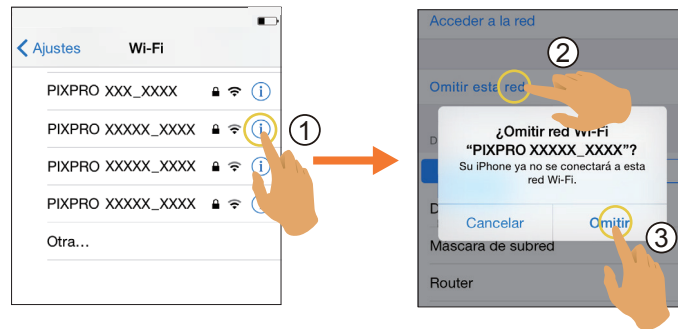 Ajustes Wi-Fi
PIXPRO XXX_XXXX
PIXPRO XXXXX_XXXX
PIXPRO XXXXX_XXXX
PIXPRO XXXXX_XXXX
Otra...
1
Acceder a la red
2
Omitir esta red
D
¿Omitir red Wi-Fi
“PIXPRO XXXXX_XXXX”?
Su iPhone ya no se conectará a esta
red Wi-Fi.
Cancelar Omitir
3
D
Máscara de subred
Router